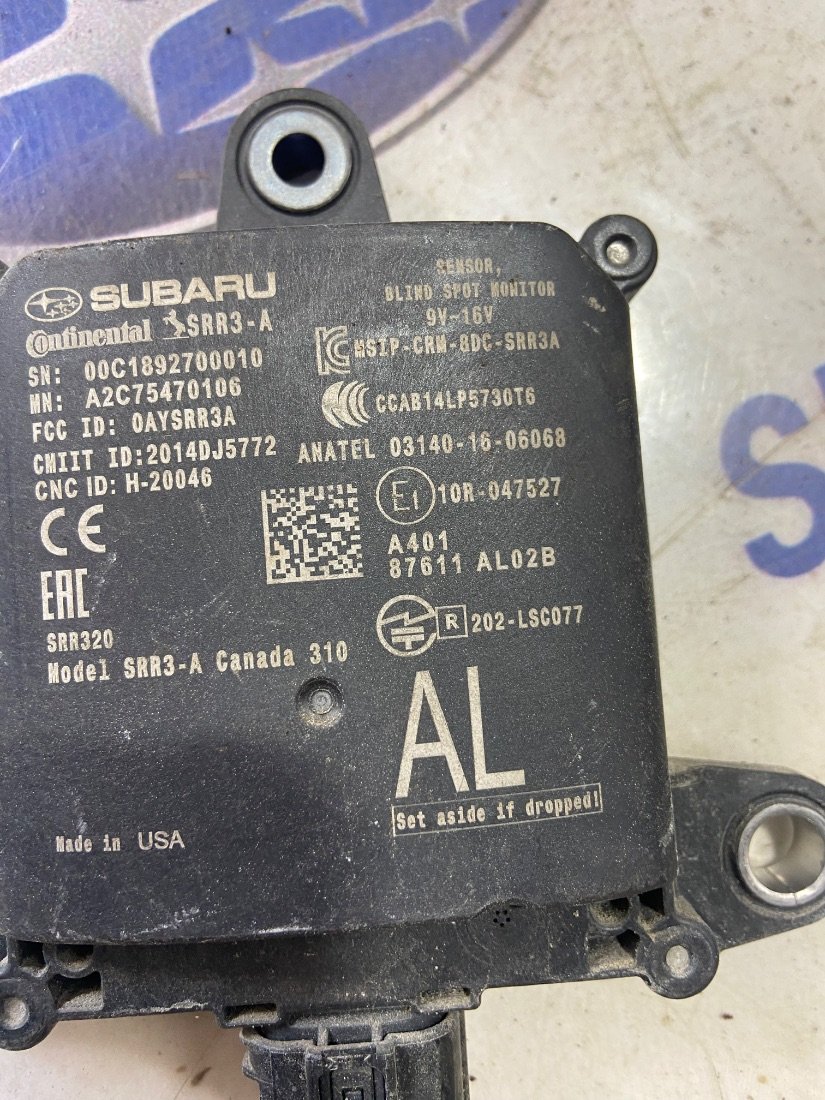 SUBARU
Continental SRR3-A
SN: 00C1892700010
MN: A2C75470106
FCC ID: OAYSRR3A
CMIIT ID:2014DJ5772
CNC ID: H-20046
CE
EAC
SRR320
Model SRR3-A Canada 310
Made in USA
SENSOR,
BLIND SPOT MONITOR
9V-16V
MSIP-CRM-8DC-SRR3A
CCAB14LP5730T6
ANATEL 03140-16-06068
E1 10R-047527
A401
87611 AL02B
R 202-LSC077
AL
Set aside if dropped!
S